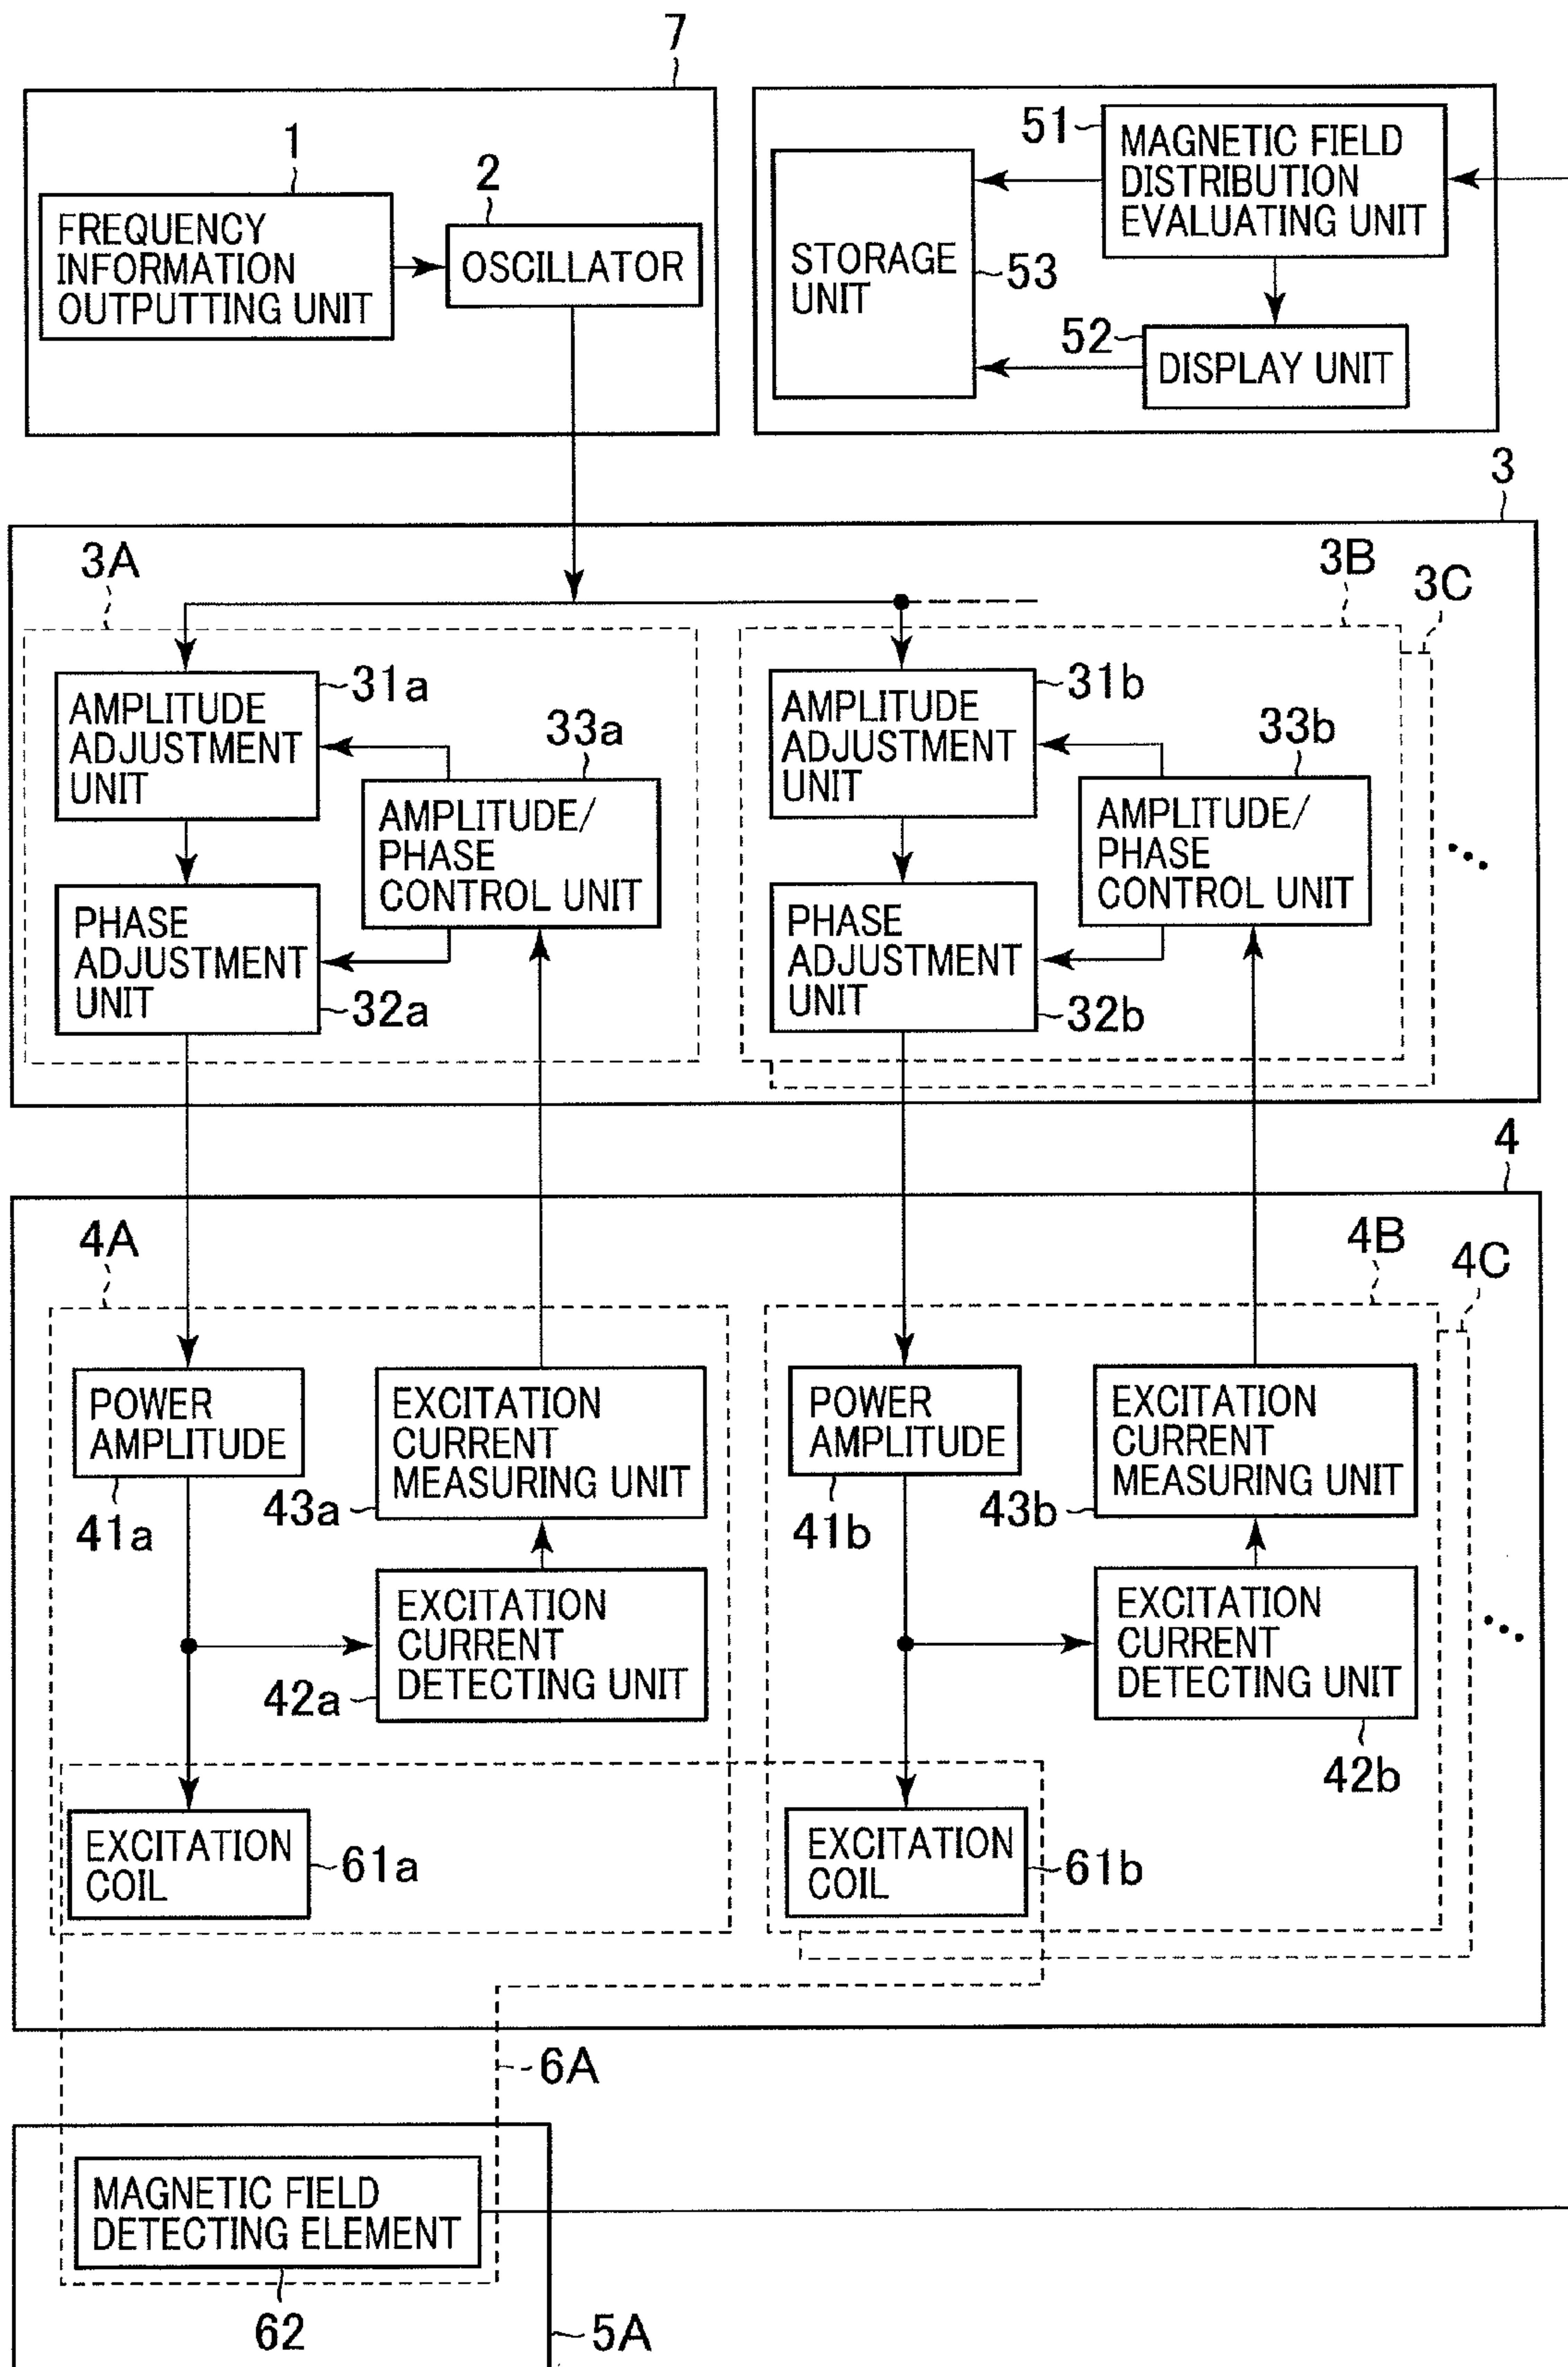 7
1
FREQUENCY
INFORMATION
OUTPUTTING UNIT
2
OSCILLATOR
51
MAGNETIC FIELD
DISTRIBUTION
EVALUATING UNIT
STORAGE
UNIT
53
52
DISPLAY UNIT
3
3A
3B
3C
31a
AMPLITUDE
ADJUSTMENT
UNIT
33a
AMPLITUDE/
PHASE
CONTROL UNIT
PHASE
ADJUSTMENT
UNIT
32a
31b
AMPLITUDE
ADJUSTMENT
UNIT
33b
AMPLITUDE/
PHASE
CONTROL UNIT
PHASE
ADJUSTMENT
UNIT
32b
4
4A
4B
4C
POWER
AMPLITUDE
41a
EXCITATION
CURRENT
MEASURING UNIT
43a
EXCITATION
CURRENT
DETECTING UNIT
42a
EXCITATION
COIL
61a
POWER
AMPLITUDE
41b
EXCITATION
CURRENT
MEASURING UNIT
43b
EXCITATION
CURRENT
DETECTING UNIT
42b
EXCITATION
COIL
61b
6A
MAGNETIC FIELD
DETECTING ELEMENT
62
5A